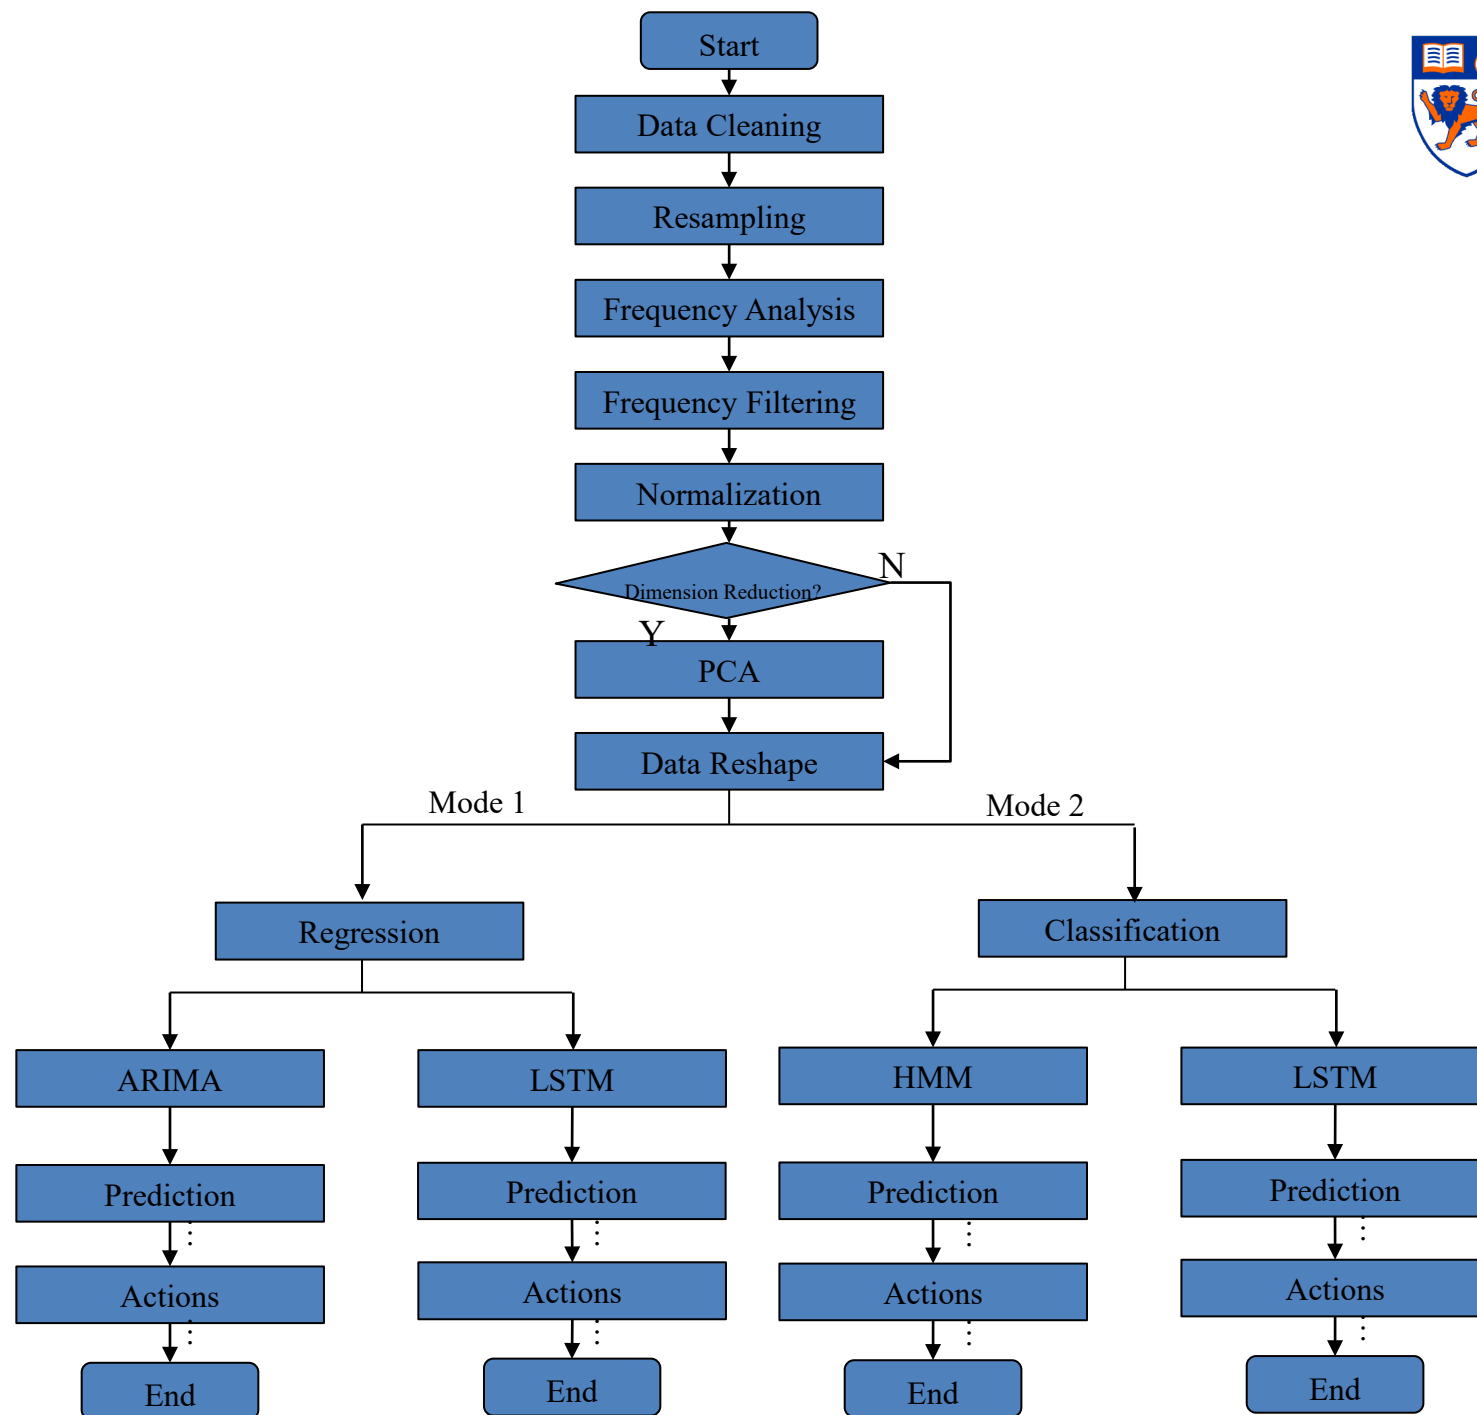 Start
Data Cleaning
Resampling
Frequency Analysis
Frequency Filtering
Normalization
N
Dimension Reduction?
Y
PCA
Data Reshape
Mode 1
Mode 2
Regression
Classification
ARIMA
LSTM
HMM
LSTM
Prediction
Prediction
Prediction
Prediction
Actions
Actions
Actions
Actions
End
End
End
End